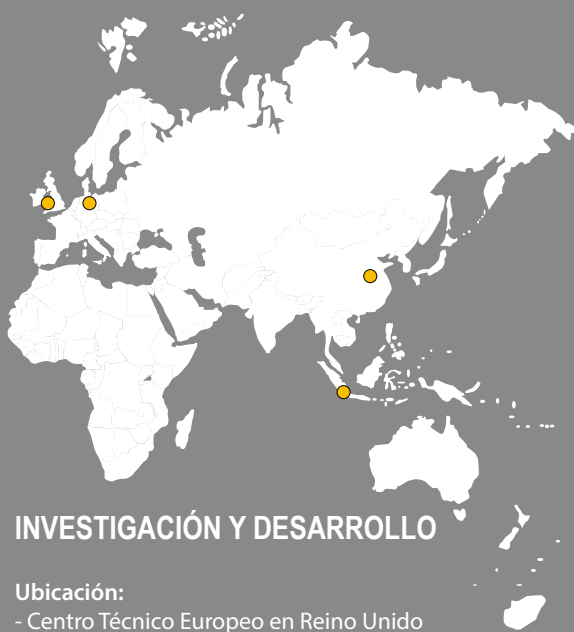 INVESTIGACIÓN Y DESARROLLO
Ubicación:
- Centro Técnico Europeo en Reino Unido